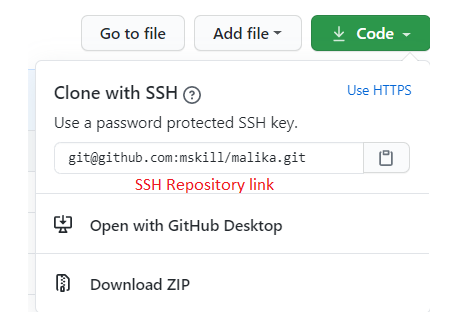 Go to file Add file Code
Clone with SSH ?
Use HTTPS
Use a password protected SSH key.
git@github.com:mskill/malika.git
SSH Repository link
Open with GitHub Desktop
Download ZIP